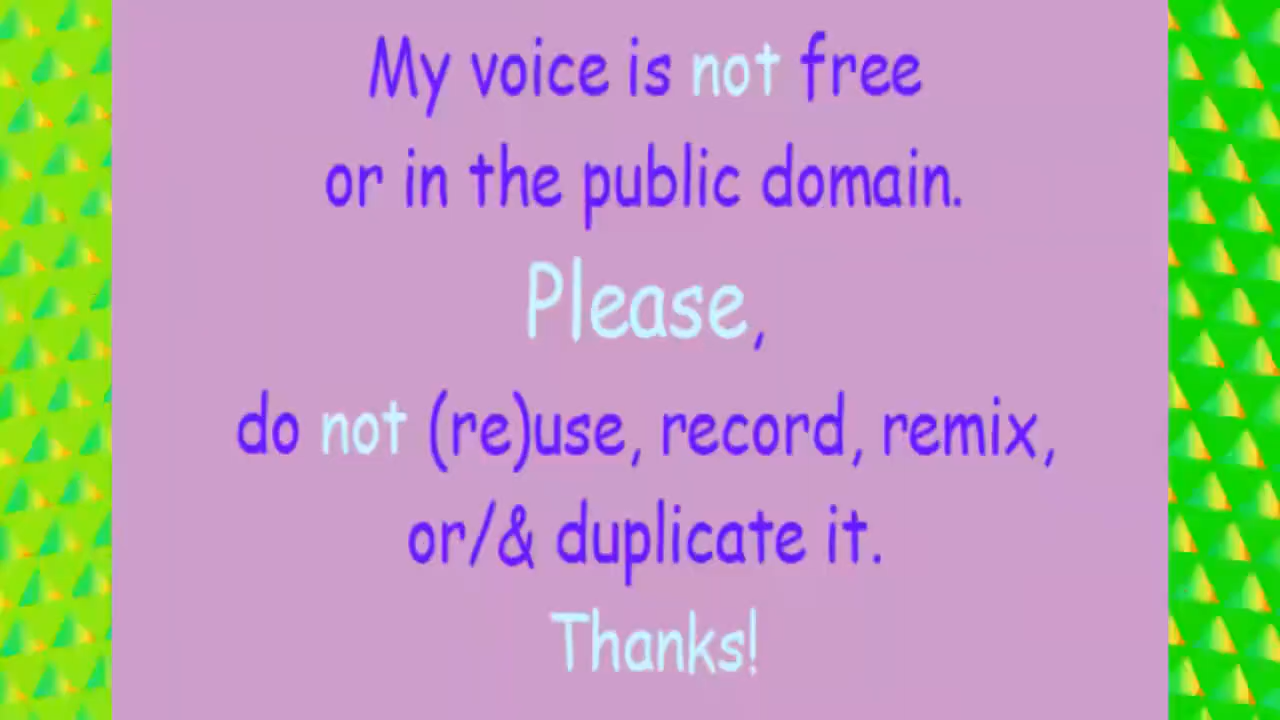 My voice is not free
or in the public domain.
Please,
do not (re)use, record, remix,
or/& duplicate it.
Thanks!